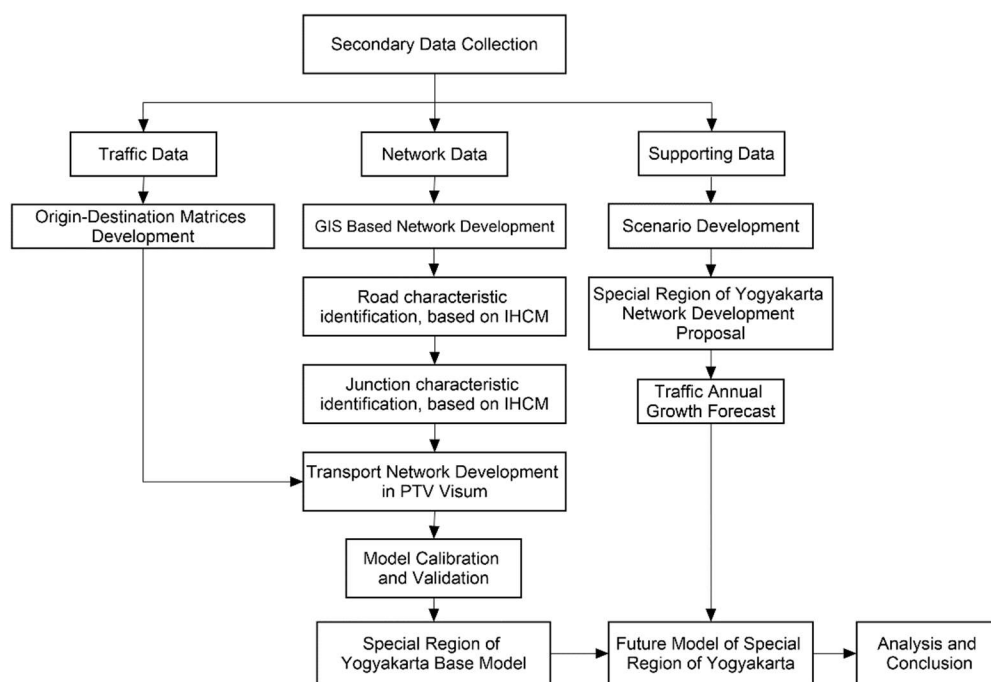 Secondary Data Collection
Traffic Data
Network Data
Supporting Data
Origin-Destination Matrices
Development
GIS Based Network Development
Scenario Development
Road characteristic
identification, based on IHCM
Special Region of Yogyakarta
Network Development
Proposal
Junction characteristic
identification, based on IHCM
Traffic Annual
Growth Forecast
Transport Network Development
in PTV Visum
Model Calibration
and Validation
Special Region of
Yogyakarta Base Model
Future Model of Special
Region of Yogyakarta
Analysis and
Conclusion